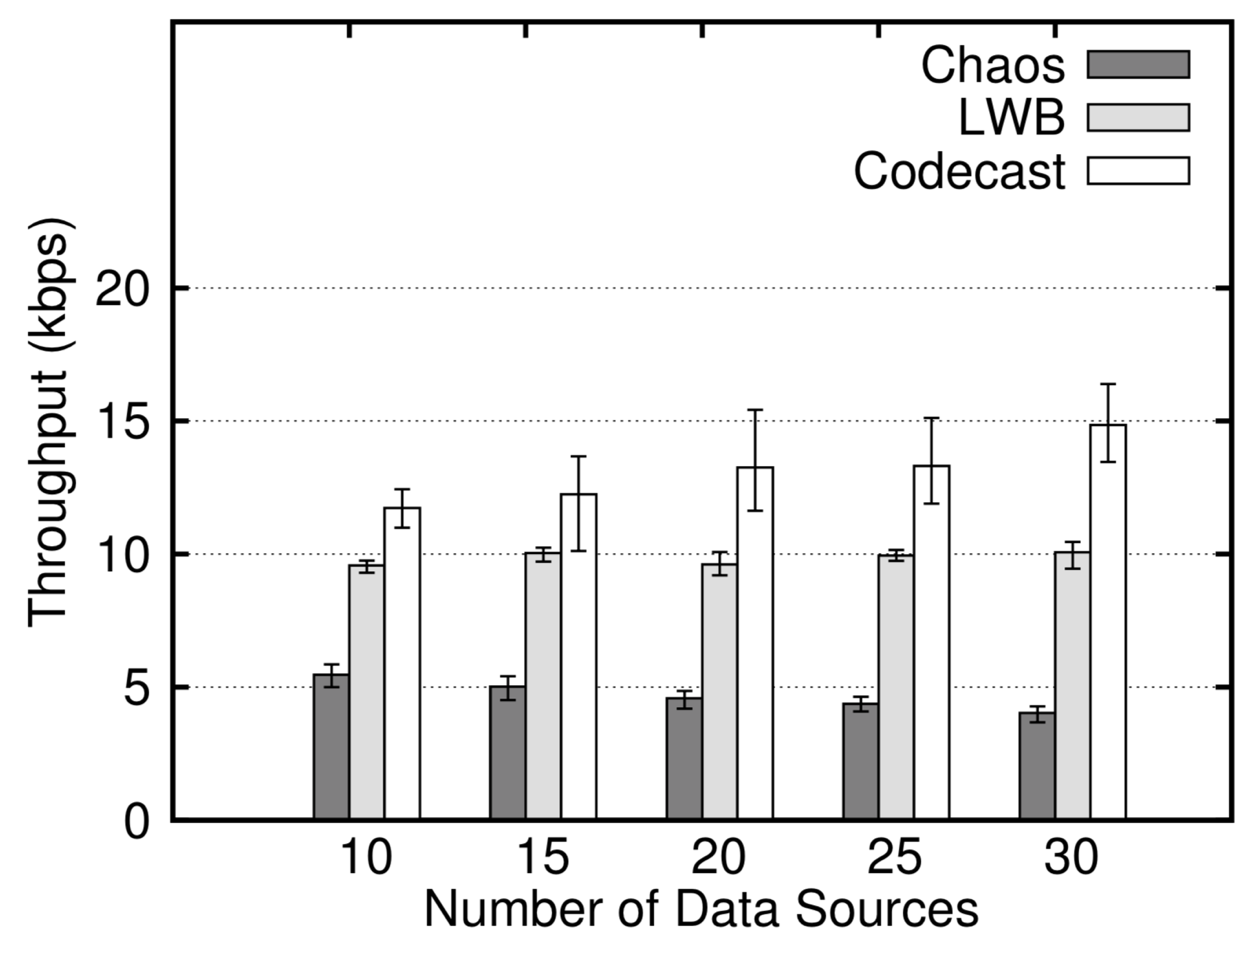 Chaos
LWB
Codecast
Throughput (kbps)
20
15
10
5
0
10 15 20 25 30
Number of Data Sources